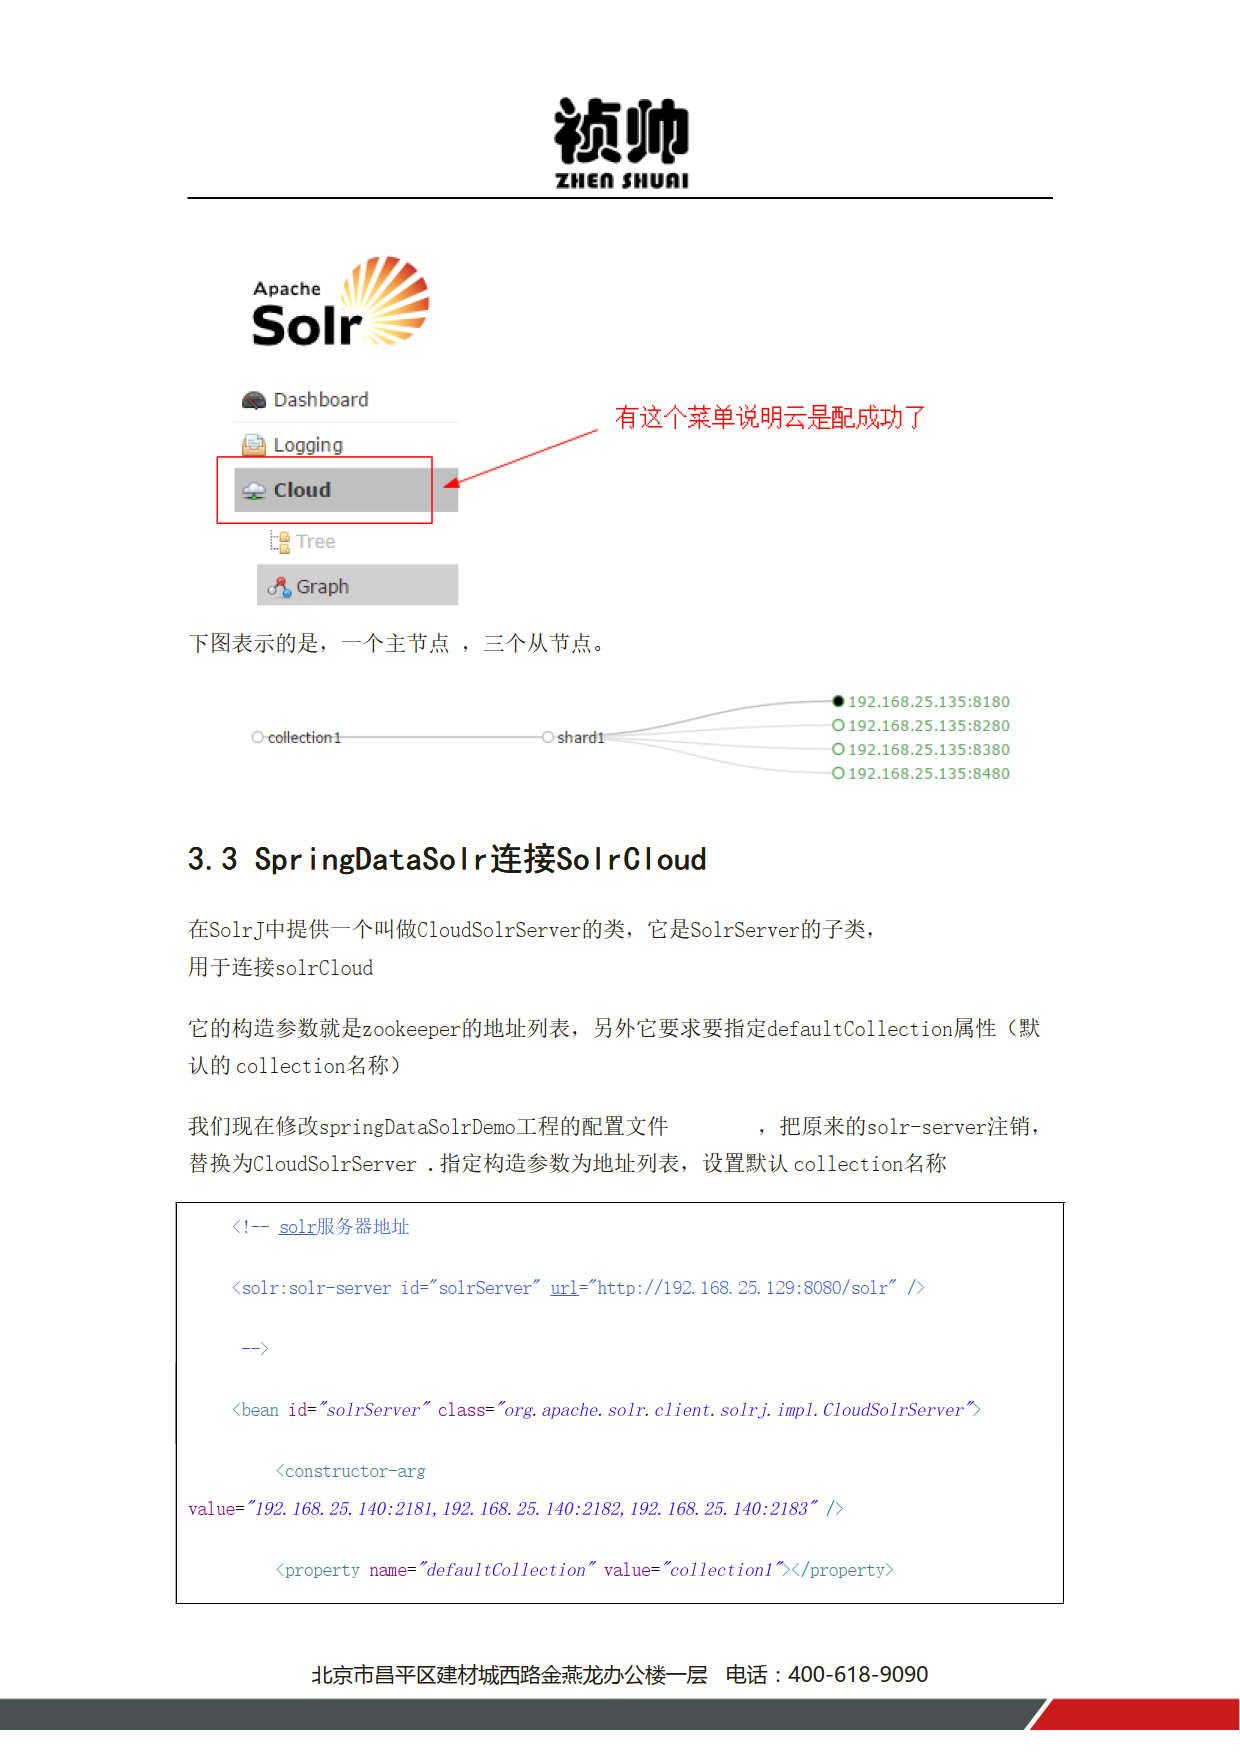 祯帅
ZHEN SHUAI
Apache
Solr
Dashboard
Logging
Cloud
Tree
Graph
有这个菜单说明云是配成功了
下图表示的是，一个主节点 ，三个从节点。
collection1
shard1
192.168.25.135:8180
192.168.25.135:8280
192.168.25.135:8380
192.168.25.135:8480
3.3 SpringDataSolr连接SolrCloud
在SolrJ中提供一个叫做CloudSolrServer的类，它是SolrServer的子类，
用于连接solrCloud
它的构造参数就是zookeeper的地址列表，另外它要求要指定defaultCollection属性（默
认的 collection名称）
我们现在修改springDataSolrDemo工程的配置文件 ，把原来的solr-server注销，
替换为CloudSolrServer .指定构造参数为地址列表，设置默认 collection名称
<!-- solr服务器地址
<solr:solr-server id="solrServer" url="http://192.168.25.129:8080/solr" />
-->
<bean id="solrServer" class="org.apache.solr.client.solrj.impl.CloudSolrServer">
<constructor-arg
value="192.168.25.140:2181,192.168.25.140:2182,192.168.25.140:2183" />
<property name="defaultCollection" value="collection1"></property>
北京市昌平区建材城西路金燕龙办公楼一层 电话：400-618-9090